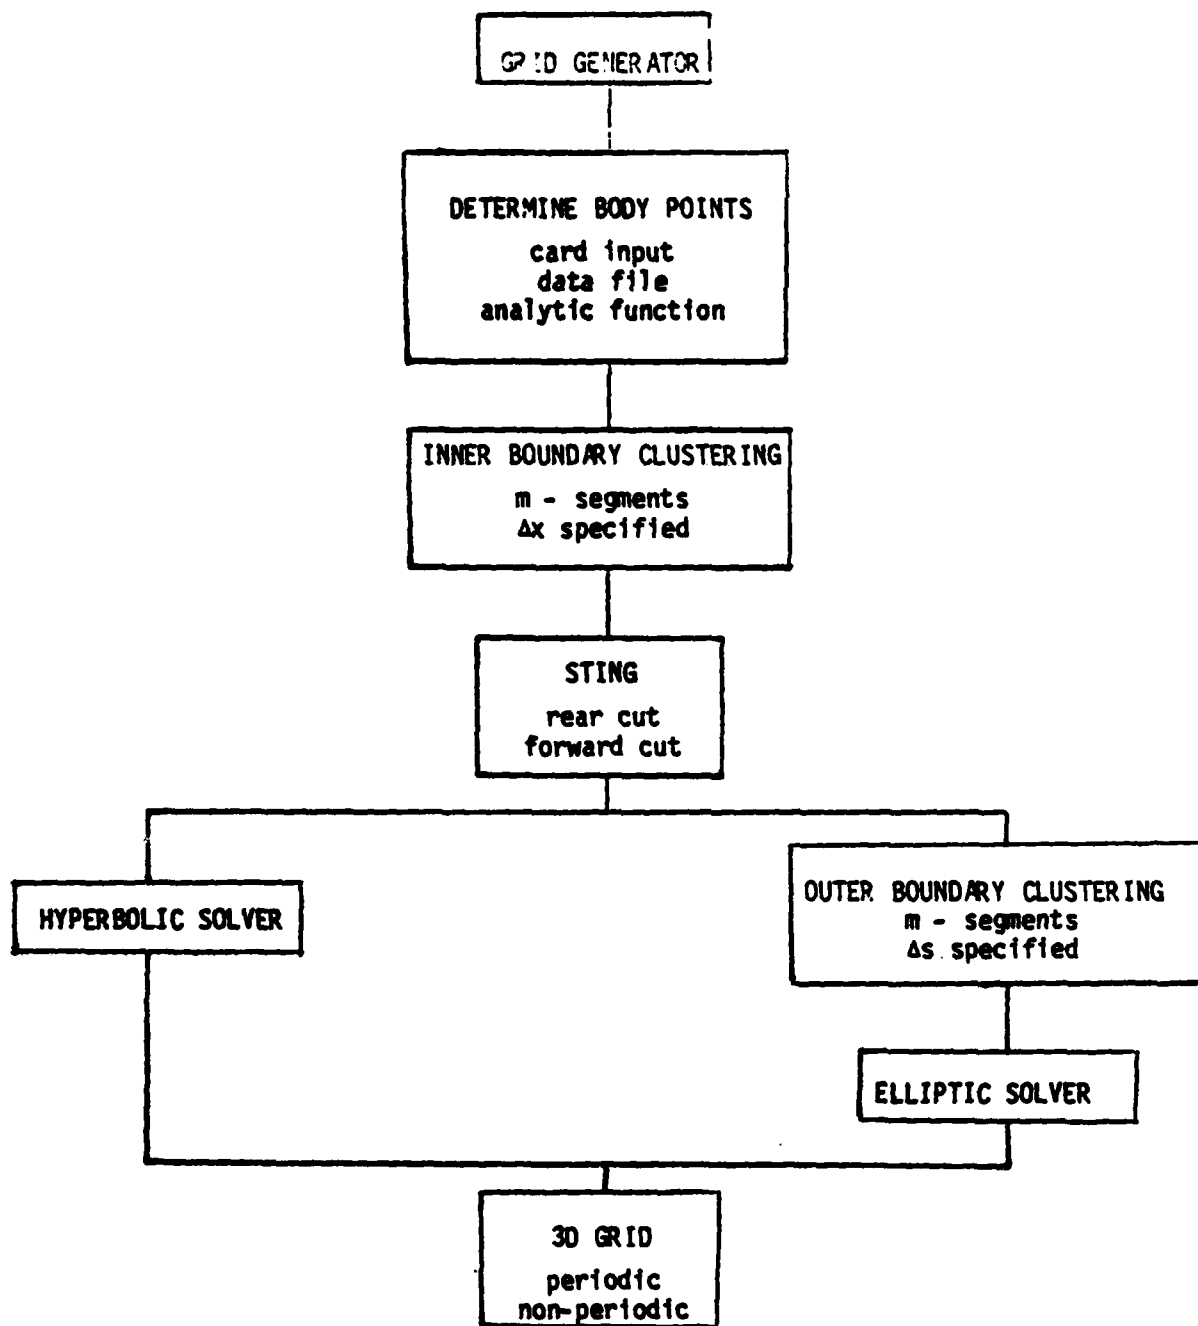 GRID GENERATOR
DETERMINE BODY POINTS
card input
data file
analytic function
INNER BOUNDARY CLUSTERING
m - segments
Δx specified
STING
rear cut
forward cut
HYPERBOLIC SOLVER
OUTER BOUNDARY CLUSTERING
m - segments
Δs specified
ELLIPTIC SOLVER
3D GRID
periodic
non-periodic